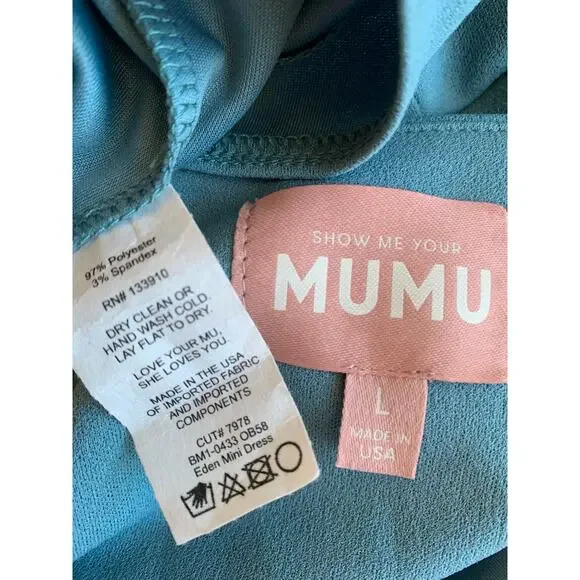 97% Polyester
3% Spandex
RN# 133910
DRY CLEAN OR
HAND WASH COLD.
LAY FLAT TO DRY.
LOVE YOUR MU,
SHE LOVES YOU.
MADE IN THE USA
OF IMPORTED FABRIC
AND IMPORTED
COMPONENTS
CUT# 7978
BM1-0433 OB58
Eden Mini Dress
SHOW ME YOUR
MUMU
L
MADE IN
USA